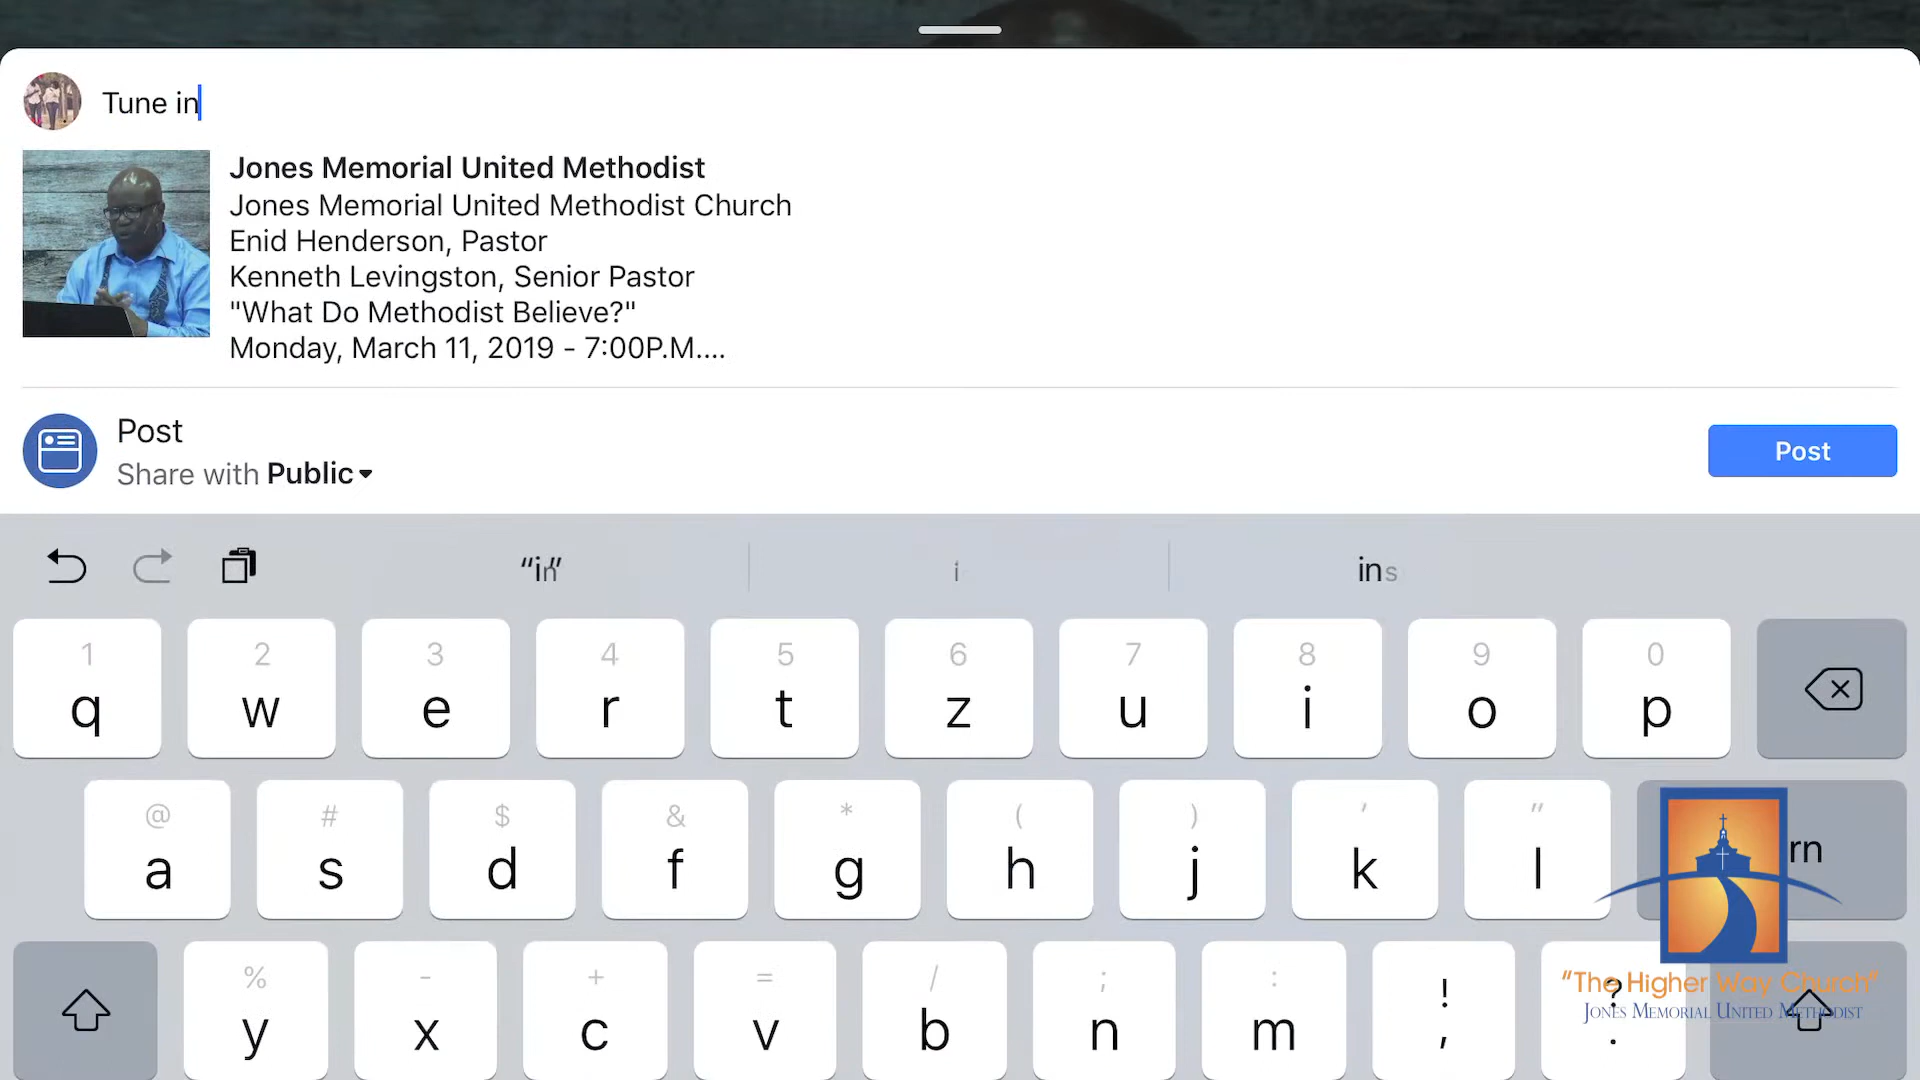 Tune in
Jones Memorial United Methodist
Jones Memorial United Methodist Church
Enid Henderson, Pastor
Kenneth Levingston, Senior Pastor
"What Do Methodist Believe?"
Monday, March 11, 2019 - 7:00P.M....
Post
Share with Public
Post
“in” i ins
1 2 3 4 5 6 7 8 9 0
q w e r t z u i o p
@ # $ & * ( ) ' "
a s d f g h j k l rn
% - + = / ; : ! ?
y x c v b n m , .
“The Higher Way Church”
JONES MEMORIAL UNITED METHODIST